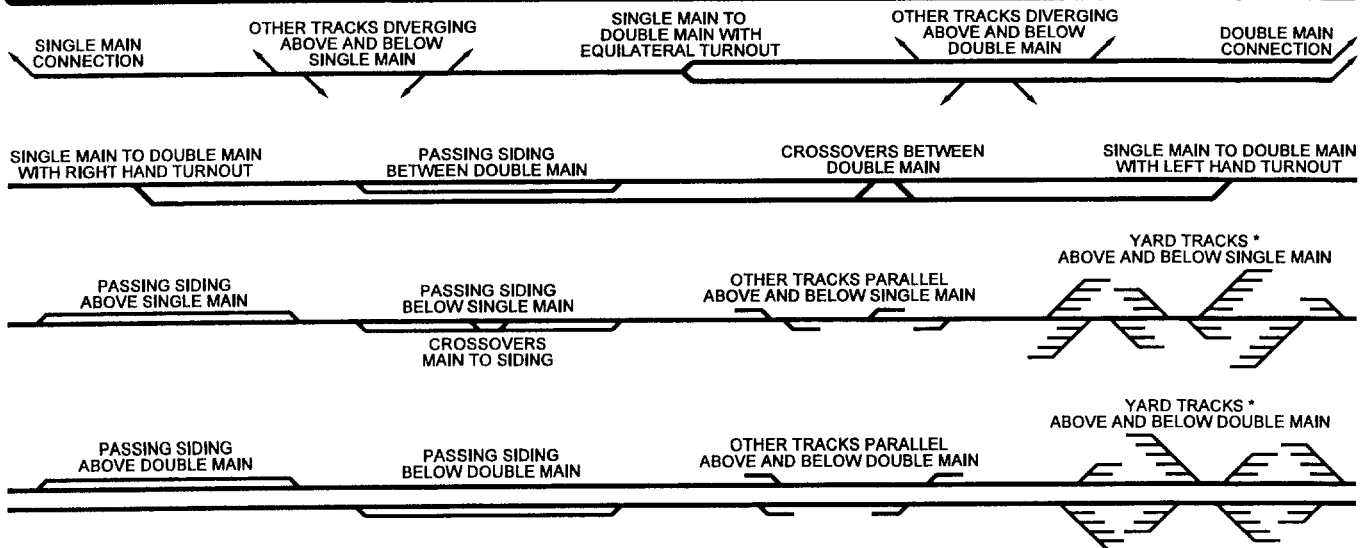 SINGLE MAIN
CONNECTION
OTHER TRACKS DIVERGING
ABOVE AND BELOW
SINGLE MAIN
SINGLE MAIN TO
DOUBLE MAIN WITH
EQUILATERAL TURNOUT
OTHER TRACKS DIVERGING
ABOVE AND BELOW
DOUBLE MAIN
DOUBLE MAIN
CONNECTION
SINGLE MAIN TO DOUBLE MAIN
WITH RIGHT HAND TURNOUT
PASSING SIDING
BETWEEN DOUBLE MAIN
CROSSOVERS BETWEEN
DOUBLE MAIN
SINGLE MAIN TO DOUBLE MAIN
WITH LEFT HAND TURNOUT
PASSING SIDING
ABOVE SINGLE MAIN
PASSING SIDING
BELOW SINGLE MAIN
CROSSOVERS
MAIN TO SIDING
OTHER TRACKS PARALLEL
ABOVE AND BELOW SINGLE MAIN
YARD TRACKS *
ABOVE AND BELOW SINGLE MAIN
PASSING SIDING
ABOVE DOUBLE MAIN
PASSING SIDING
BELOW DOUBLE MAIN
OTHER TRACKS PARALLEL
ABOVE AND BELOW DOUBLE MAIN
YARD TRACKS *
ABOVE AND BELOW DOUBLE MAIN